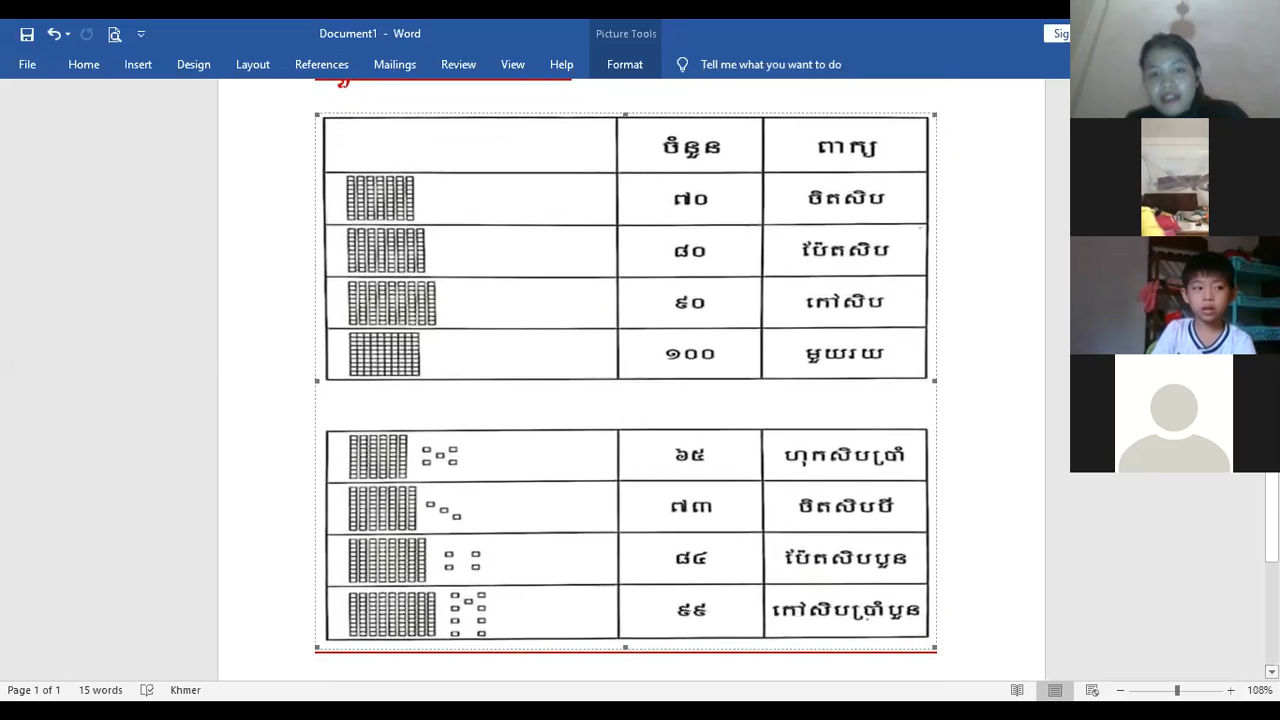 Document1 - Word
Picture Tools
Sig
File Home Insert Design Layout References Mailings Review View Help Format Tell me what you want to do
ចំនួន ពាក្យ
៧០ ចិតសិប
៨០ ប៉ែតសិប
៩០ កៅសិប
១០០ មួយរយ
៦៥ ហុកសិបប្រាំ
៧៣ ចិតសិបបី
៨៤ ប៉ែតសិបបួន
៩៩ កៅសិបប្រាំបួន
Page 1 of 1 15 words Khmer 108%